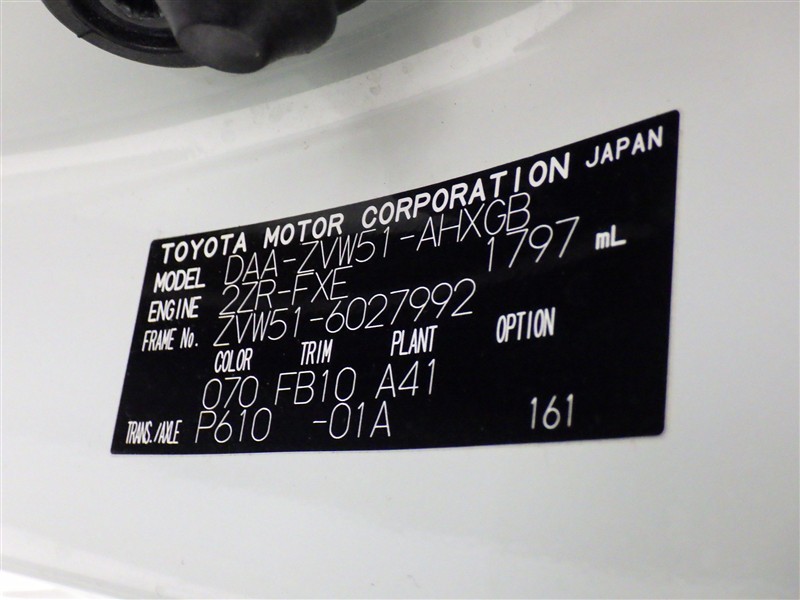 TOYOTA MOTOR CORPORATION JAPAN
MODEL DAA-ZVW51-AHXGB
ENGINE 2ZR-FXE 1797 mL
FRAME No. ZVW51-6027992
COLOR TRIM PLANT OPTION
070 FB10 A41
TRANS./AXLE P610 -01A 161